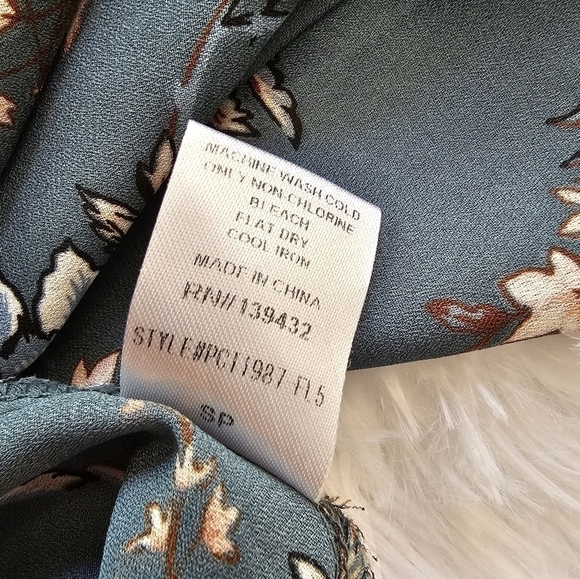 MACHINE WASH COLD
ONLY NON-CHLORINE
BLEACH
FLAT DRY
COOL IRON
MADE IN CHINA
RN# 139432
STYLE#PCT1987-FL5
SP